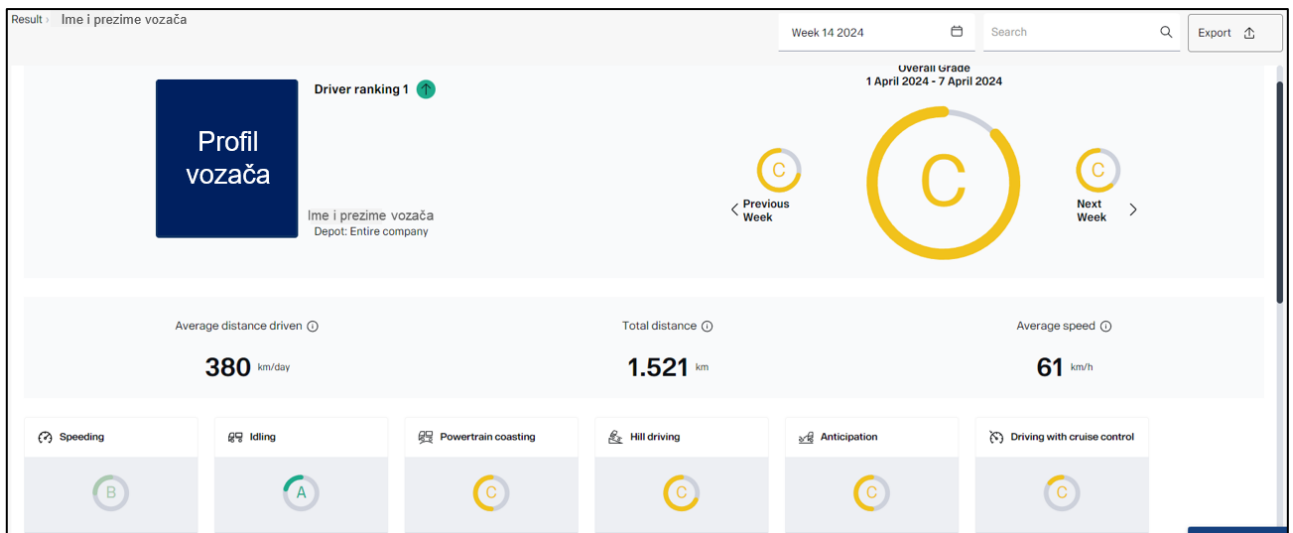 Result › Ime i prezime vozača
Week 14 2024
Search
Export
Profil
vozača
Driver ranking 1
Ime i prezime vozača
Depot: Entire company
Overall Grade
1 April 2024 - 7 April 2024
C
Previous
Week
C
C
Next
Week
Average distance driven
380 km/day
Total distance
1.521 km
Average speed
61 km/h
Speeding
Idling
Powertrain coasting
Hill driving
Anticipation
Driving with cruise control
B
A
C
C
C
C